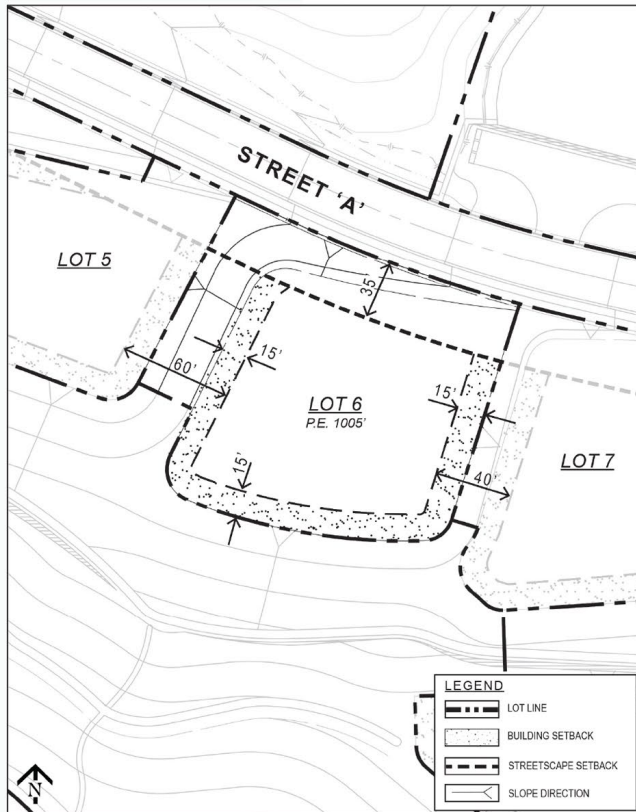 STREET 'A'
LOT 5
35'
60'
15'
LOT 6
P.E. 1005'
15'
15'
LOT 7
40'
LEGEND
LOT LINE
BUILDING SETBACK
STREETSCAPE SETBACK
SLOPE DIRECTION
N